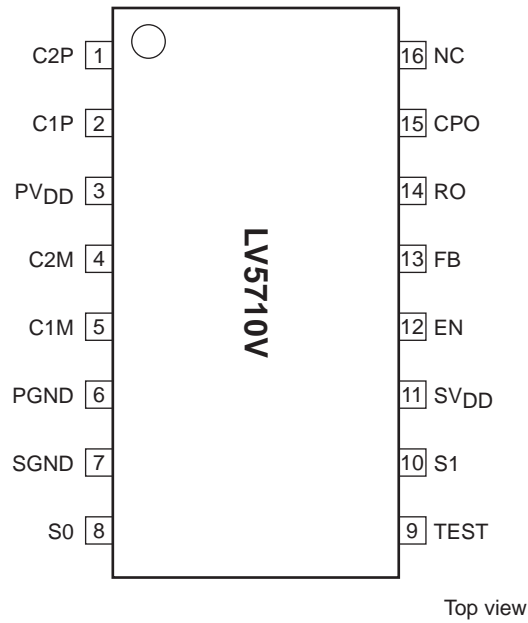 C2P 1
16 NC
C1P 2
15 CPO
PVDD 3
14 RO
C2M 4
13 FB
C1M 5
12 EN
PGND 6
11 SVDD
SGND 7
10 S1
S0 8
9 TEST
LV5710V
Top view